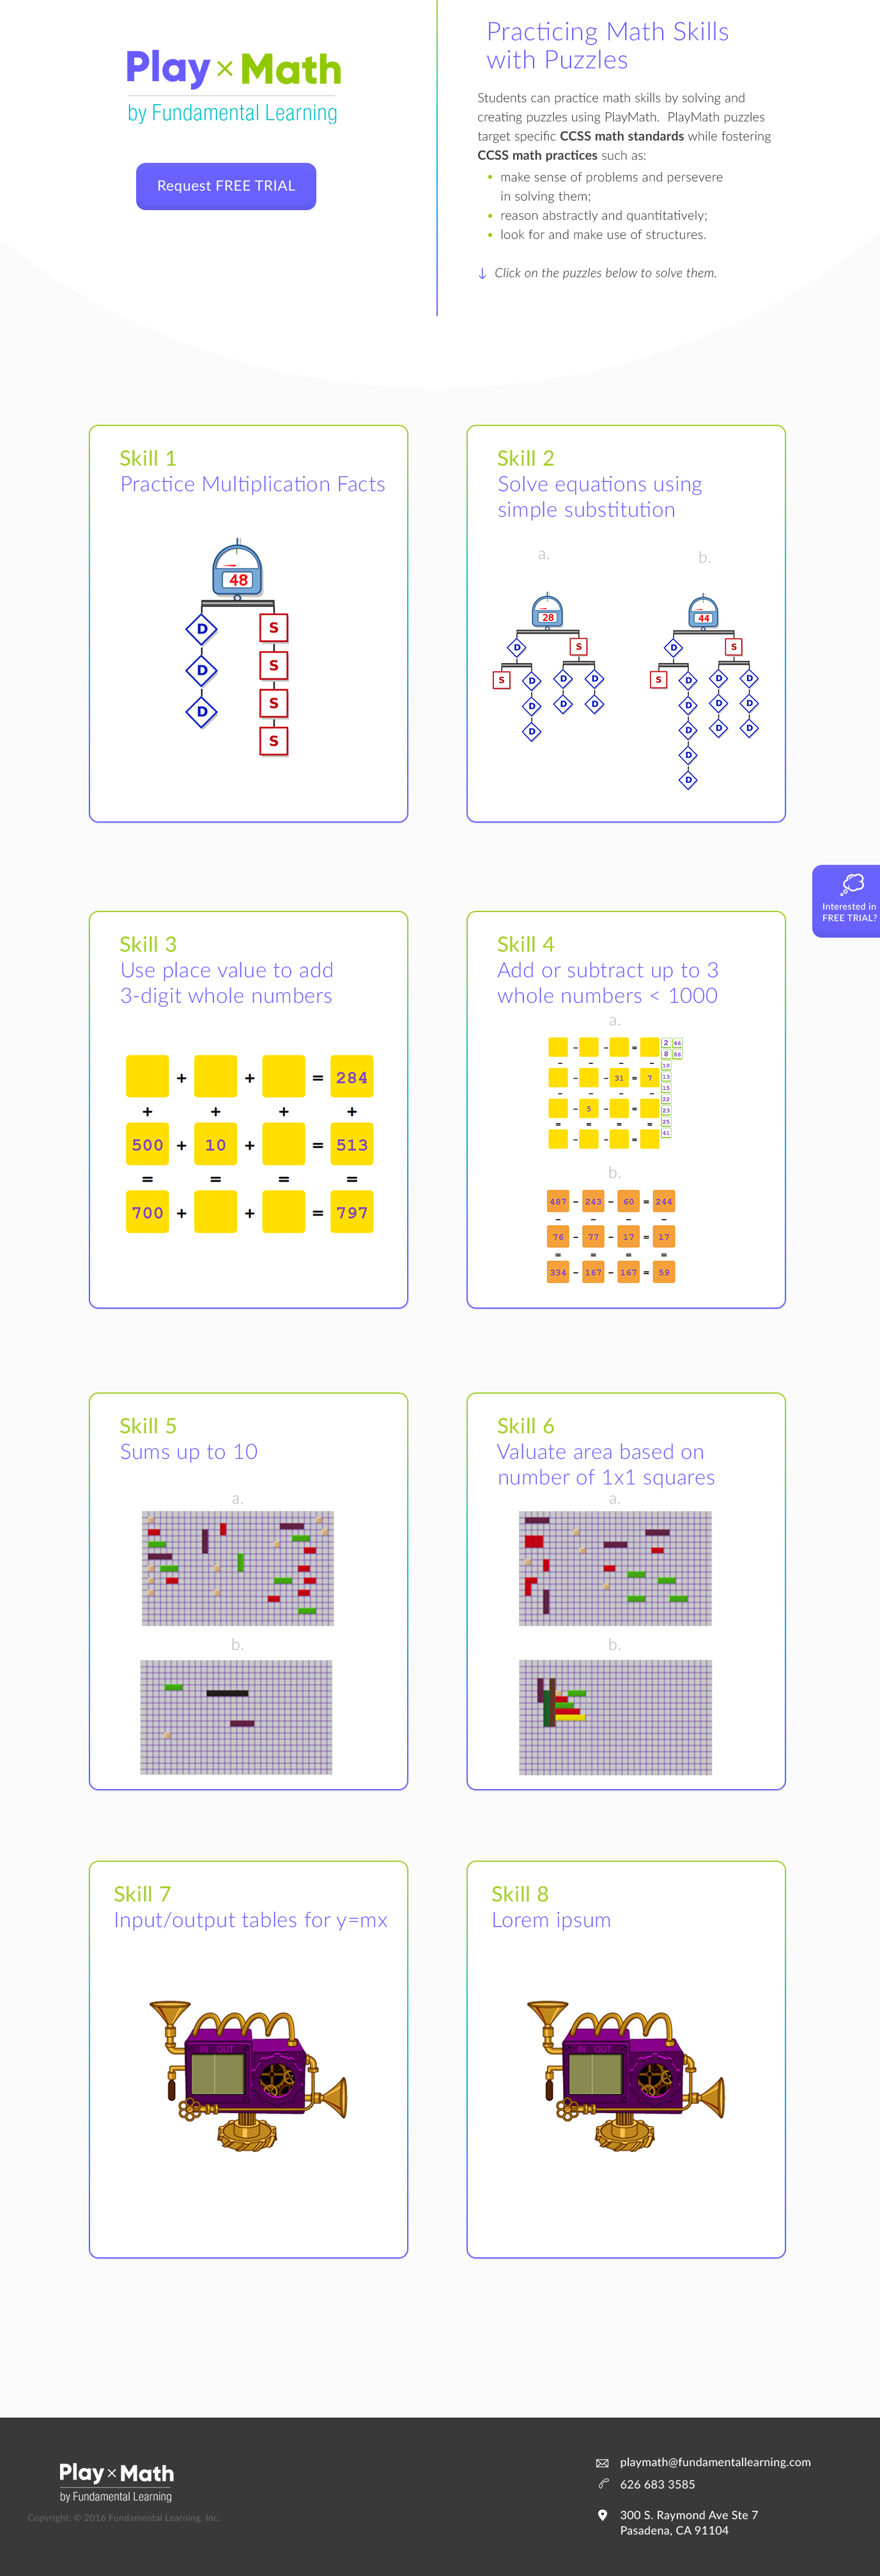 Play×Math
by Fundamental Learning
Request FREE TRIAL
Practicing Math Skills
with Puzzles
Students can practice math skills by solving and
creating puzzles using PlayMath. PlayMath puzzles
target specific CCSS math standards while fostering
CCSS math practices such as:
• make sense of problems and persevere
in solving them;
• reason abstractly and quantitatively;
• look for and make use of structures.
↓ Click on the puzzles below to solve them.
Skill 1
Practice Multiplication Facts
48
D S
D S
D S
S
Skill 2
Solve equations using
simple substitution
a.
28
D S
S D D D
D D D
D
b.
44
D S
S D D D
D D D
D D D
D
D
Interested in
FREE TRIAL?
Skill 3
Use place value to add
3-digit whole numbers
+ + = 284
+ + + +
500 + 10 + = 513
= = = =
700 + + = 797
Skill 4
Add or subtract up to 3
whole numbers < 1000
a.
- - = 2 46
8 86
- - - -
10
- - 31 = 7 13
15
- - - -
22
- 5 - = 23
25
= = = =
41
- - =
b.
487 - 243 - 60 = 244
- - - -
76 - 77 - 17 = 17
= = = =
334 - 167 - 167 = 59
Skill 5
Sums up to 10
a.
b.
Skill 6
Valuate area based on
number of 1x1 squares
a.
b.
Skill 7
Input/output tables for y=mx
IN OUT
Skill 8
Lorem ipsum
IN OUT
Play×Math
by Fundamental Learning
Copyright: © 2016 Fundamental Learning, Inc.
playmath@fundamentallearning.com
626 683 3585
300 S. Raymond Ave Ste 7
Pasadena, CA 91104